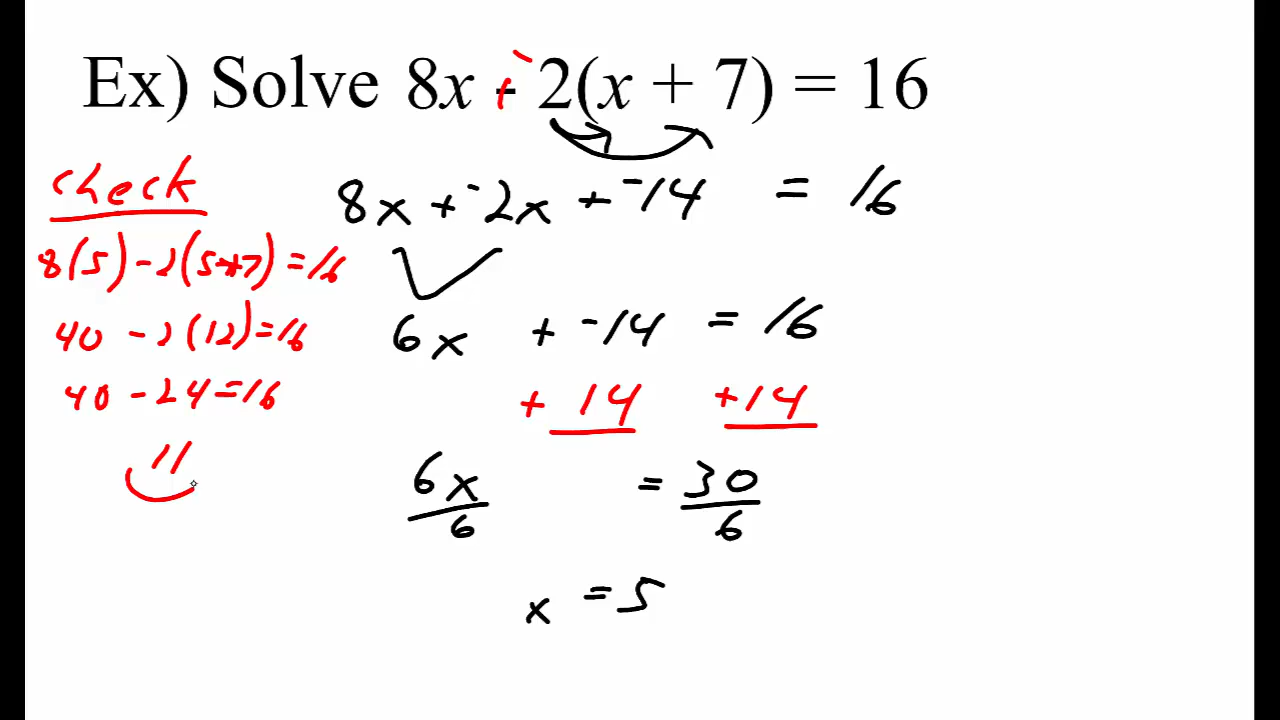 Ex) Solve 8x + -2(x + 7) = 16
check
8(5) - 2(5+7) = 16
40 - 2(12) = 16
40 - 24 = 16
8x + -2x + -14 = 16
6x + -14 = 16
+ 14 +14
6x = 30
6 6
x = 5